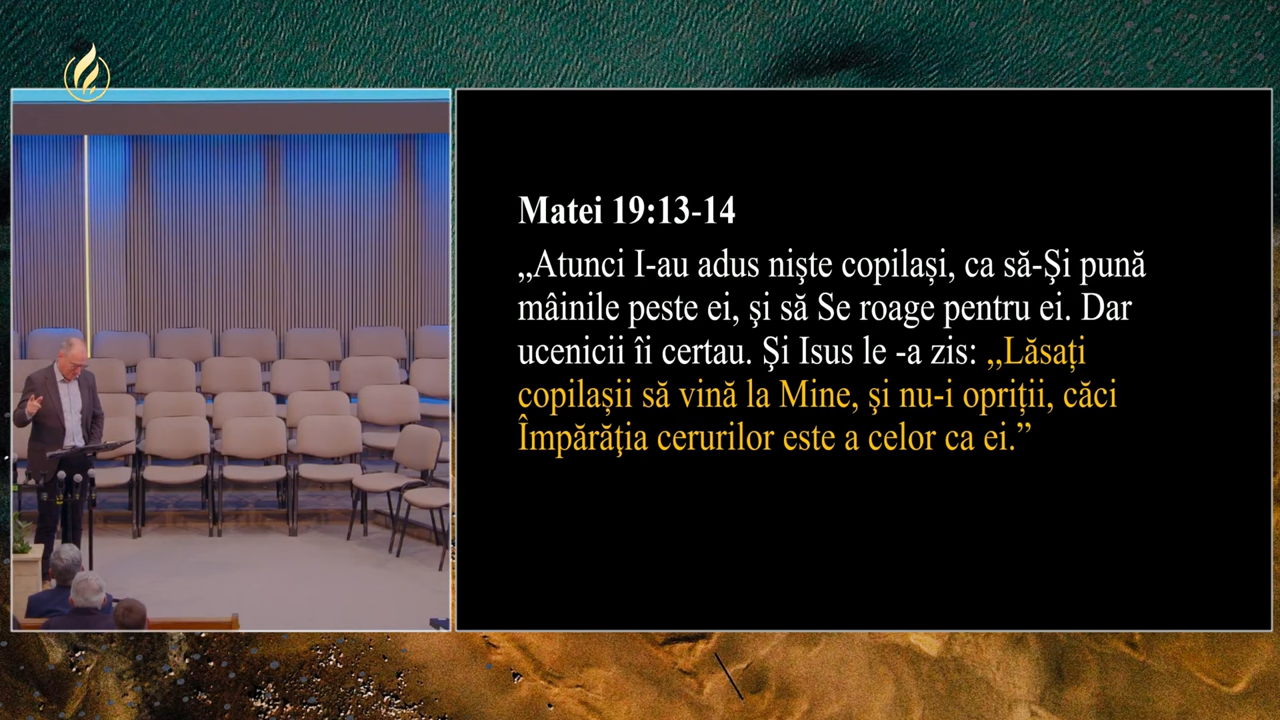 Matei 19:13-14
„Atunci I-au adus nişte copilași, ca să-Şi pună
mâinile peste ei, şi să Se roage pentru ei. Dar
ucenicii îi certau. Şi Isus le -a zis: „Lăsați
copilașii să vină la Mine, şi nu-i opriții, căci
Împărăţia cerurilor este a celor ca ei.”